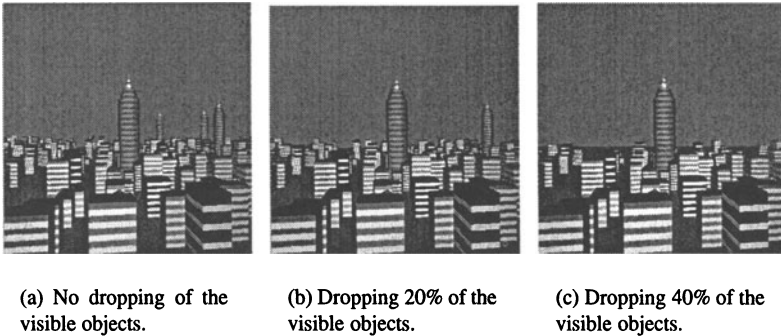 (a) No dropping of the
visible objects.
(b) Dropping 20% of the
visible objects.
(c) Dropping 40% of the
visible objects.